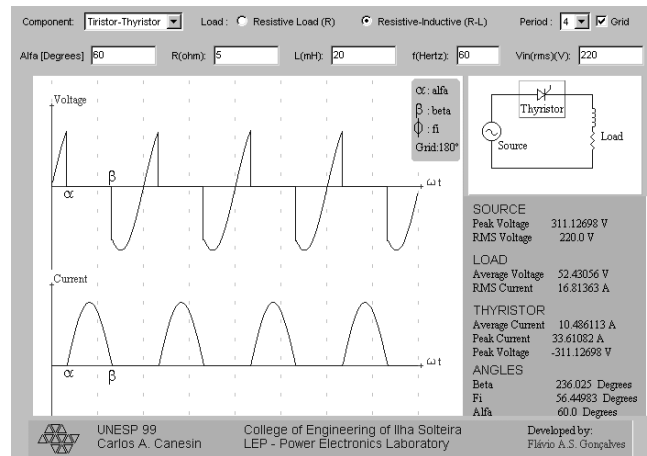 Component: Tiristor-Thyristor Load : Resistive Load (R) Resistive-Inductive (R-L) Period : 4 Grid
Alfa [Degrees] 60 R(ohm): 5 L(mH): 20 f(Hertz): 60 Vin(rms)(V): 220
Voltage
α : alfa
β : beta
ϕ : fi
Grid:180°
α
β
ωt
Current
α
β
ωt
Thyristor
Source
Load
SOURCE
Peak Voltage 311.12698 V
RMS Voltage 220.0 V
LOAD
Average Voltage 52.43056 V
RMS Current 16.81363 A
THYRISTOR
Average Current 10.486113 A
Peak Current 33.61082 A
Peak Voltage -311.12698 V
ANGLES
Beta 236.025 Degrees
Fi 56.44983 Degrees
Alfa 60.0 Degrees
UNESP 99
Carlos A. Canesin
College of Engineering of Ilha Solteira
LEP - Power Electronics Laboratory
Developed by:
Flávio A.S. Gonçalves